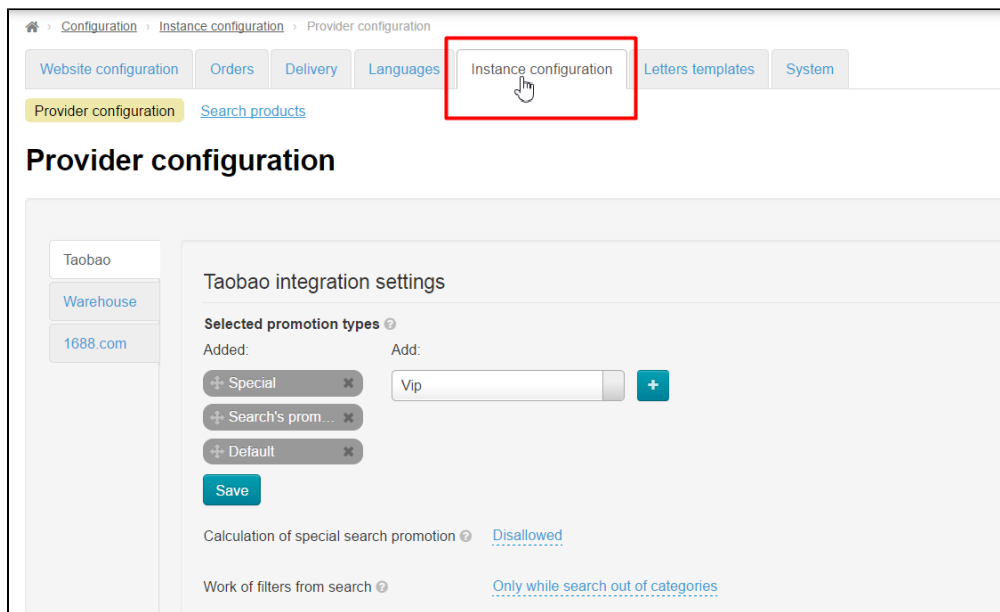 Configuration › Instance configuration › Provider configuration
Website configuration Orders Delivery Languages Instance configuration Letters templates System
Provider configuration Search products
Provider configuration
Taobao
Warehouse
1688.com
Taobao integration settings
Selected promotion types ?
Added: Add:
Special Vip +
Search's prom...
Default
Save
Calculation of special search promotion ? Disallowed
Work of filters from search ? Only while search out of categories